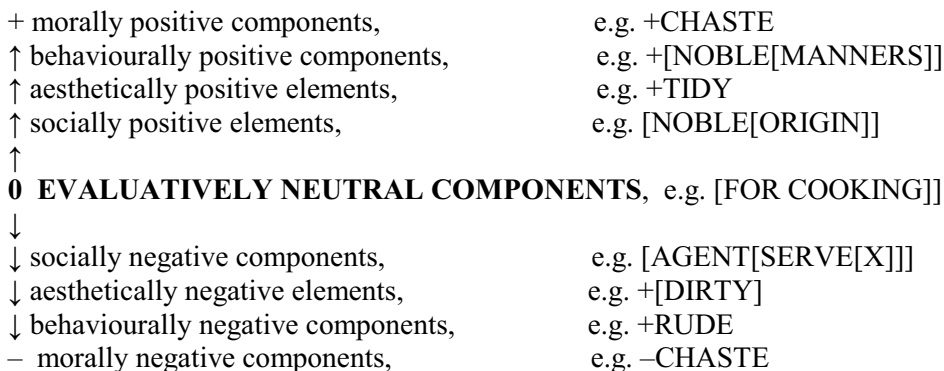 + morally positive components, e.g. +CHASTE
↑ behaviourally positive components, e.g. +[NOBLE[MANNERS]]
↑ aesthetically positive elements, e.g. +TIDY
↑ socially positive elements, e.g. [NOBLE[ORIGIN]]
↑
0 EVALUATIVELY NEUTRAL COMPONENTS, e.g. [FOR COOKING]]
↓
↓ socially negative components, e.g. [AGENT[SERVE[X]]]
↓ aesthetically negative elements, e.g. +[DIRTY]
↓ behaviourally negative components, e.g. +RUDE
– morally negative components, e.g. –CHASTE